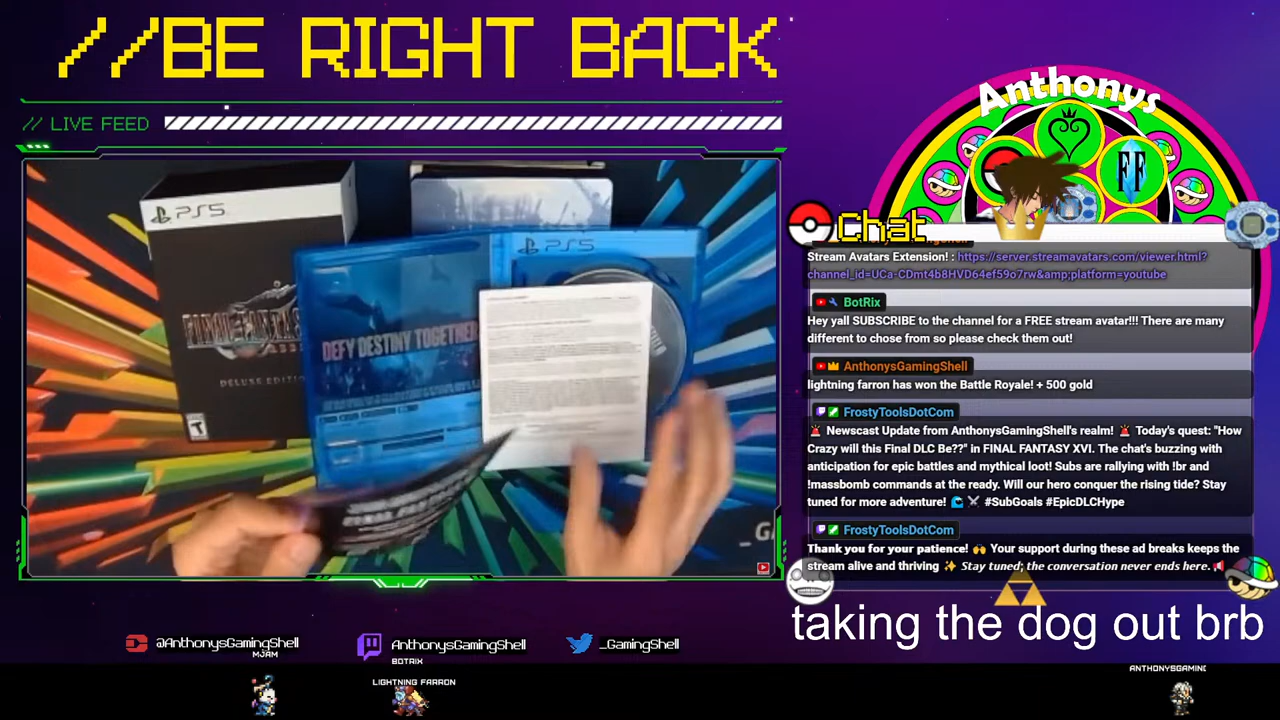 //BE RIGHT BACK
// LIVE FEED
PS5
DELUXE EDITION
T
PS5
DEFY DESTINY TOGETHER
Anthonys
FF
Chat
Stream Avatars Extension! : https://server.streamavatars.com/viewer.html?
channel_id=UCa-CDmt4b8HVD64ef59o7rw&amp;platform=youtube
BotRix
Hey yall SUBSCRIBE to the channel for a FREE stream avatar!!! There are many
different to chose from so please check them out!
AnthonysGamingShell
lightning farron has won the Battle Royale! + 500 gold
FrostyToolsDotCom
🚨 Newscast Update from AnthonysGamingShell's realm! 🚨 Today's quest: "How
Crazy will this Final DLC Be??" in FINAL FANTASY XVI. The chat's buzzing with
anticipation for epic battles and mythical loot! Subs are rallying with !br and
!massbomb commands at the ready. Will our hero conquer the rising tide? Stay
tuned for more adventure! 🌊 ⚔️ #SubGoals #EpicDLCHype
FrostyToolsDotCom
Thank you for your patience! 🙌 Your support during these ad breaks keeps the
stream alive and thriving ✨ Stay tuned; the conversation never ends here. 📢
taking the dog out brb
@AnthonysGamingShell
AnthonysGamingShell
_GamingShell
MJAM
BOTRIX
LIGHTNING FARRON
ANTHONYSGAMING